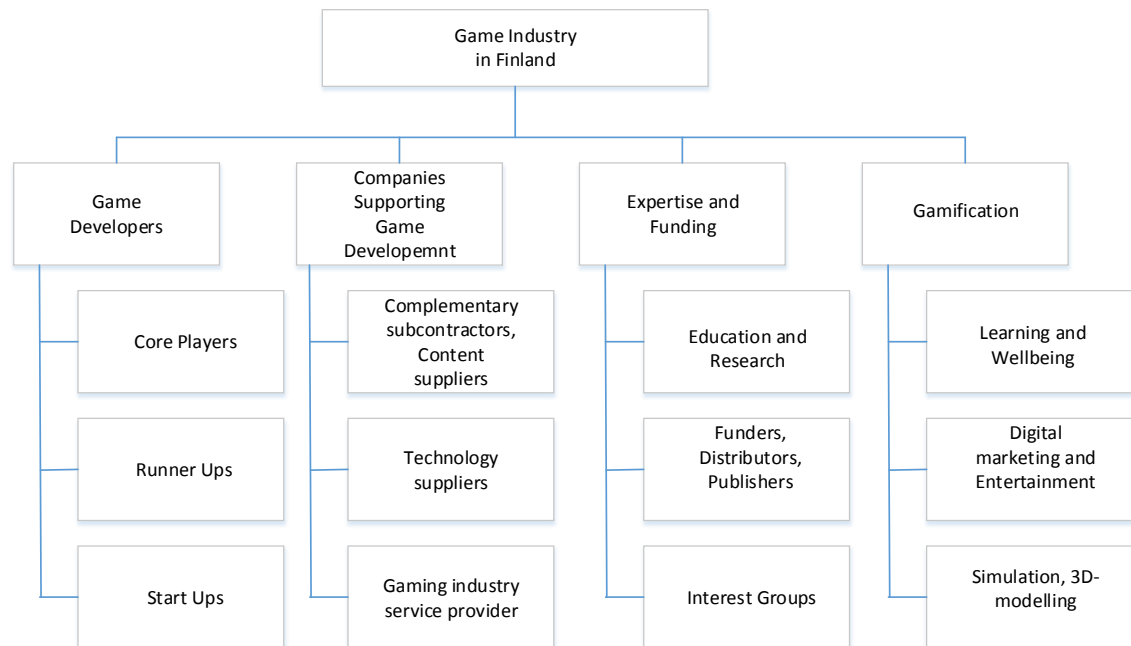 Game Industry
in Finland
Game
Developers
Companies
Supporting
Game
Developemnt
Expertise and
Funding
Gamification
Core Players
Complementary
subcontractors,
Content
suppliers
Education and
Research
Learning and
Wellbeing
Runner Ups
Technology
suppliers
Funders,
Distributors,
Publishers
Digital
marketing and
Entertainment
Start Ups
Gaming industry
service provider
Interest Groups
Simulation, 3D-
modelling